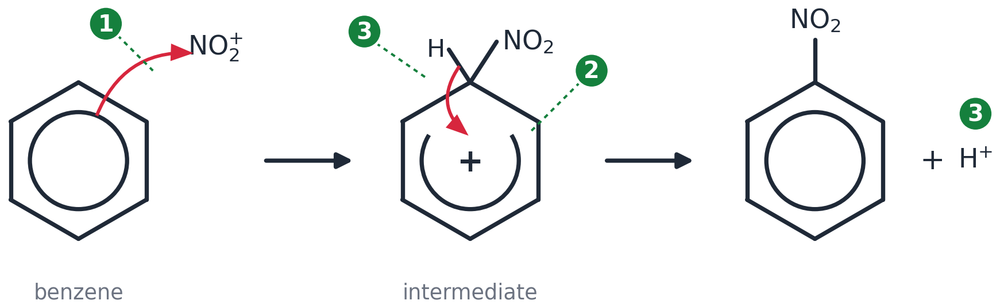 1
NO₂⁺
3
H
NO₂
2
+
NO₂
3
+ H⁺
benzene
intermediate